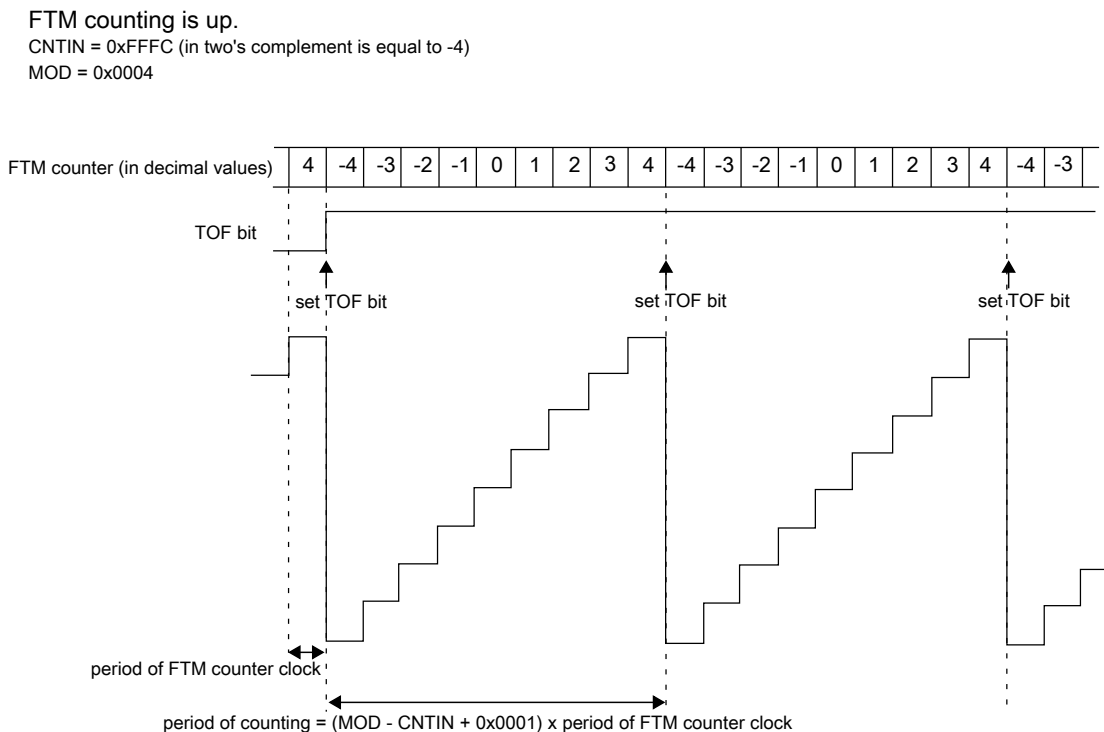 FTM counting is up.
CNTIN = 0xFFFC (in two's complement is equal to -4)
MOD = 0x0004
FTM counter (in decimal values) 4 -4 -3 -2 -1 0 1 2 3 4 -4 -3 -2 -1 0 1 2 3 4 -4 -3
TOF bit
set TOF bit set TOF bit set TOF bit
period of FTM counter clock
period of counting = (MOD - CNTIN + 0x0001) x period of FTM counter clock